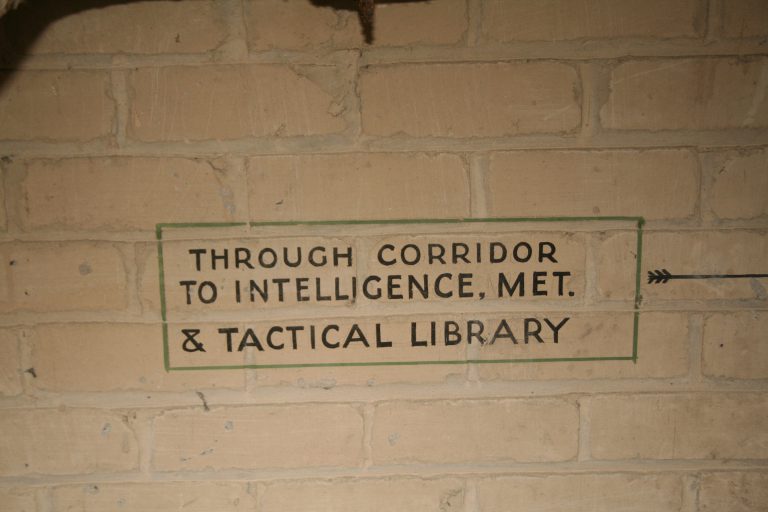 THROUGH CORRIDOR
TO INTELLIGENCE, MET.
& TACTICAL LIBRARY